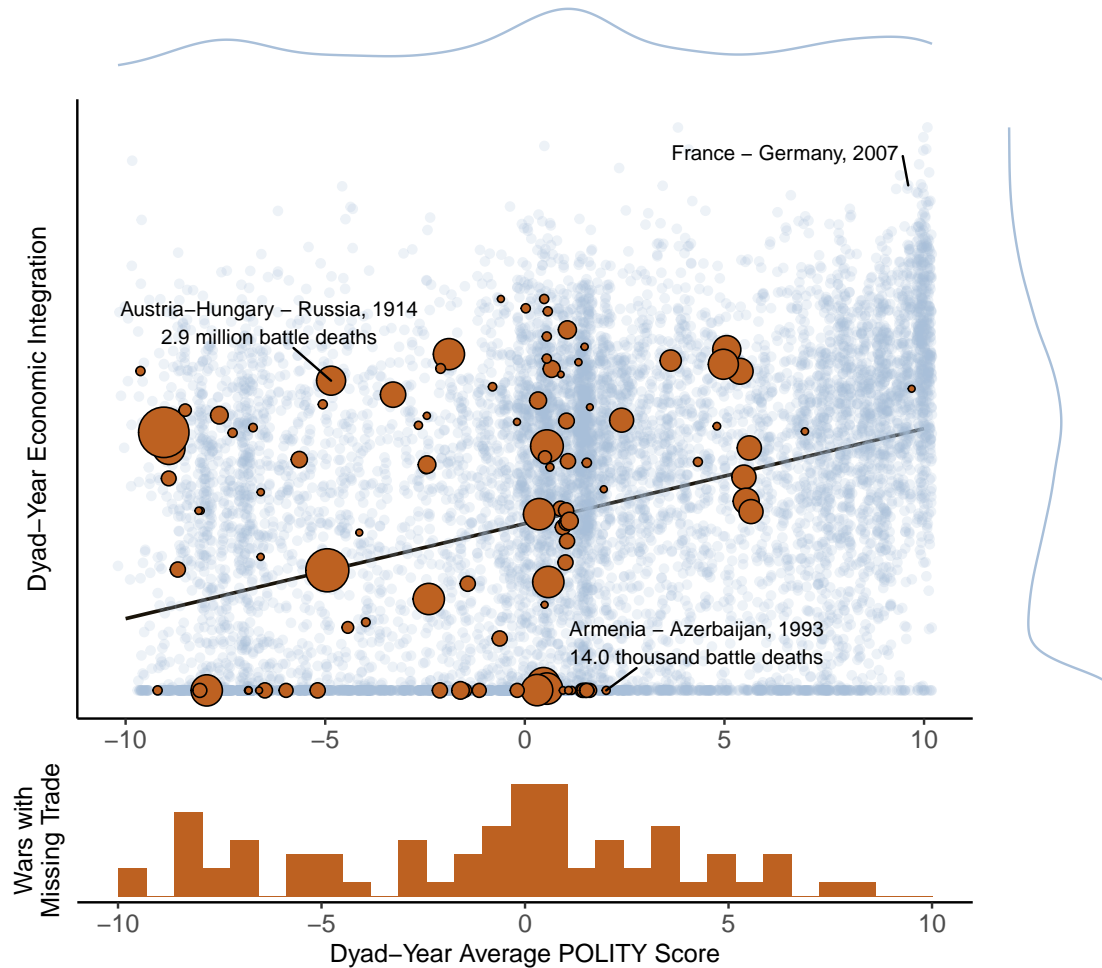 France − Germany, 2007
Austria−Hungary − Russia, 1914
2.9 million battle deaths
Armenia − Azerbaijan, 1993
14.0 thousand battle deaths
Dyad−Year Economic Integration
−10 −5 0 5 10
Wars with
Missing Trade
−10 −5 0 5 10
Dyad−Year Average POLITY Score